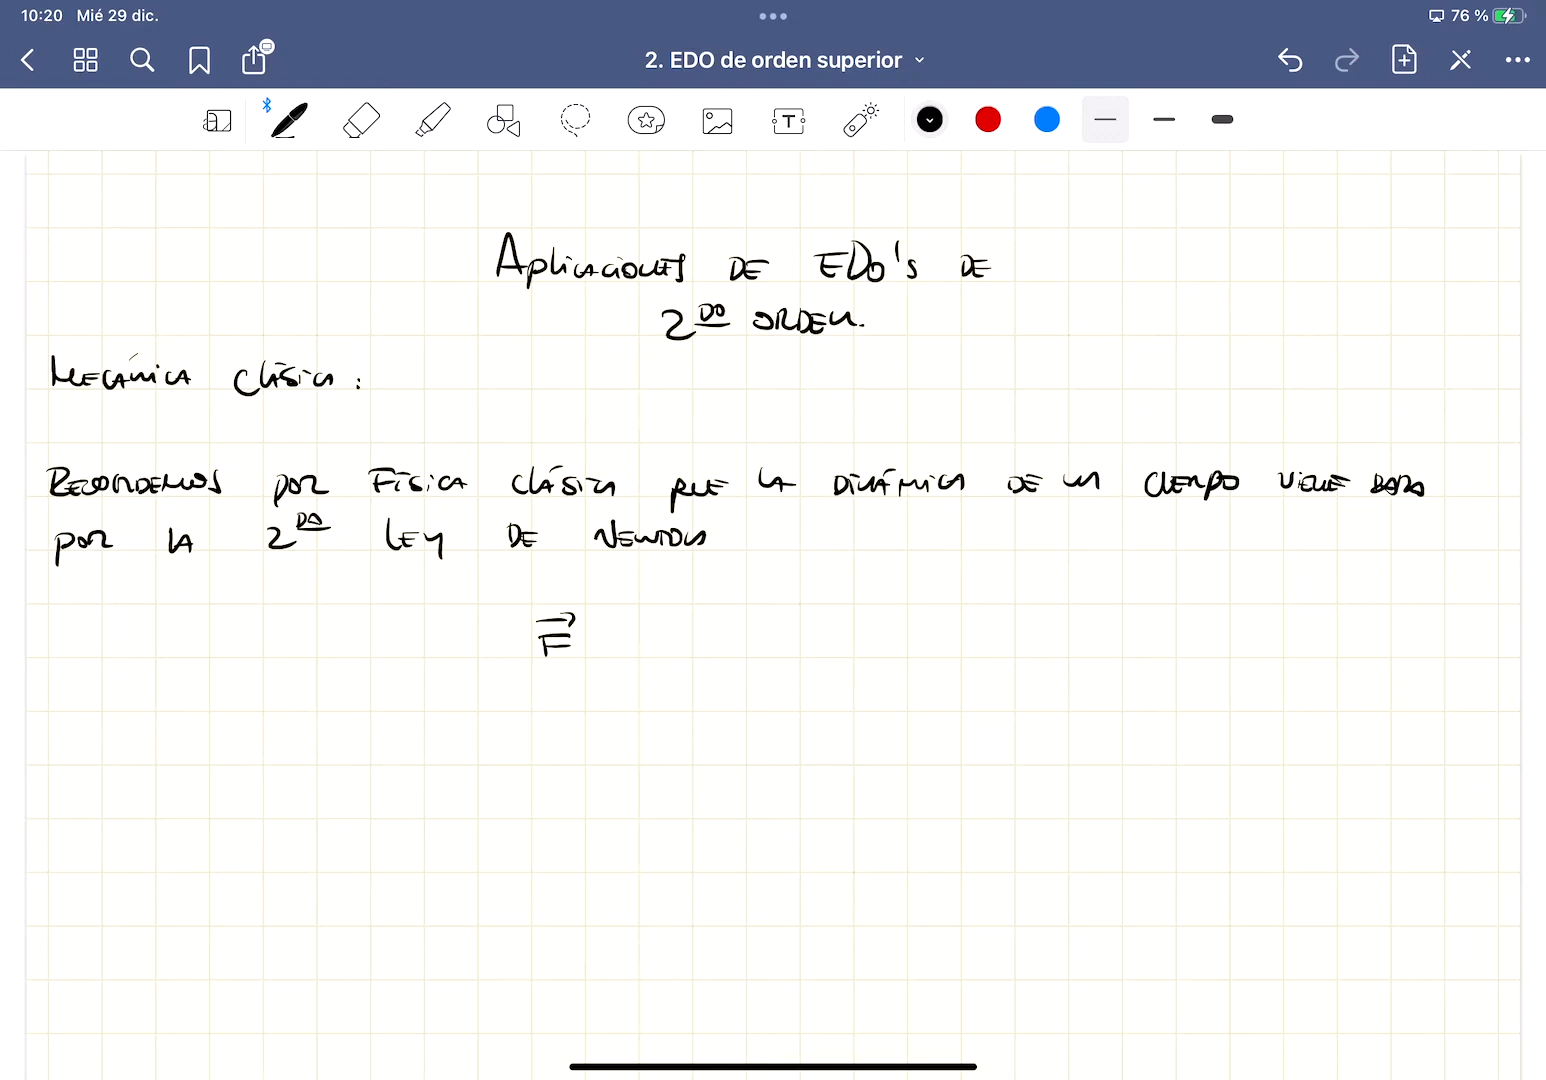 10:20 Mié 29 dic.
76 %
2. EDO de orden superior
T
Aplicaciones DE EDO's DE
2DO ORDEN.
MECÁNICA CLÁSICA:
RECORDEMOS POR FÍSICA CLÁSICA QUE LA DINÁMICA DE UN CUERPO VIENE DADA
POR LA 2DA LEY DE NEWTON
F⃗